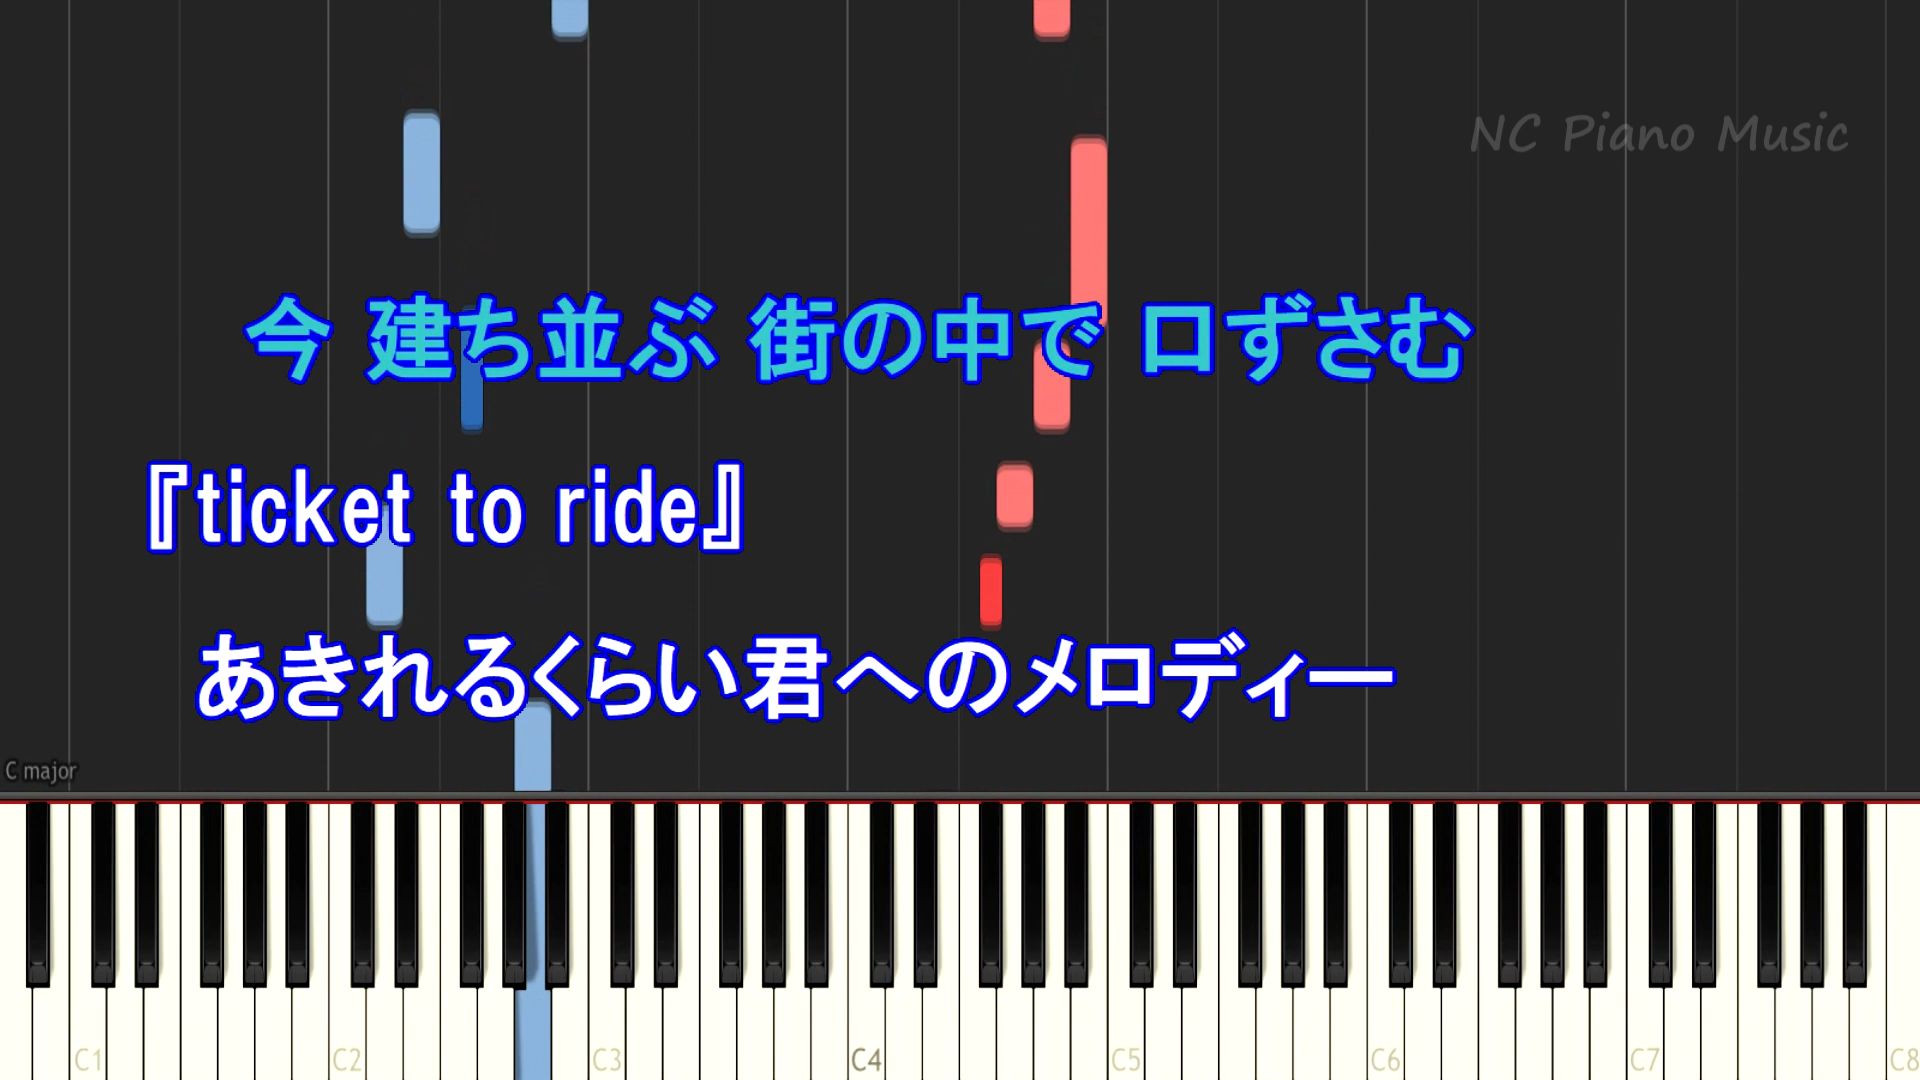 NC Piano Music
今 建ち並ぶ 街の中で 口ずさむ
『ticket to ride』
あきれるくらい君へのメロディー
C major
C1 C2 C3 C4 C5 C6 C7 C8